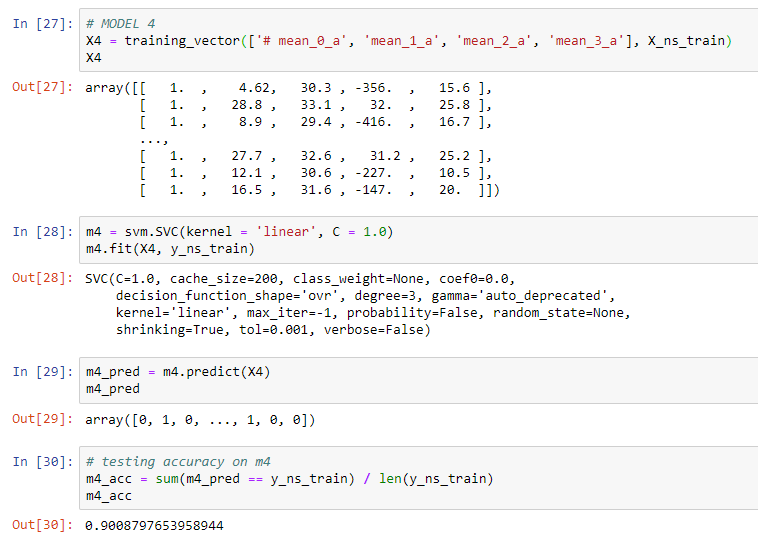 In [27]: # MODEL 4
X4 = training_vector(['# mean_0_a', 'mean_1_a', 'mean_2_a', 'mean_3_a'], X_ns_train)
X4
Out[27]: array([[   1.  ,    4.62,   30.3 , -356.  ,   15.6 ],
[   1.  ,   28.8 ,   33.1 ,   32.  ,   25.8 ],
[   1.  ,    8.9 ,   29.4 , -416.  ,   16.7 ],
...,
[   1.  ,   27.7 ,   32.6 ,   31.2 ,   25.2 ],
[   1.  ,   12.1 ,   30.6 , -227.  ,   10.5 ],
[   1.  ,   16.5 ,   31.6 , -147.  ,   20.  ]])
In [28]: m4 = svm.SVC(kernel = 'linear', C = 1.0)
m4.fit(X4, y_ns_train)
Out[28]: SVC(C=1.0, cache_size=200, class_weight=None, coef0=0.0,
decision_function_shape='ovr', degree=3, gamma='auto_deprecated',
kernel='linear', max_iter=-1, probability=False, random_state=None,
shrinking=True, tol=0.001, verbose=False)
In [29]: m4_pred = m4.predict(X4)
m4_pred
Out[29]: array([0, 1, 0, ..., 1, 0, 0])
In [30]: # testing accuracy on m4
m4_acc = sum(m4_pred == y_ns_train) / len(y_ns_train)
m4_acc
Out[30]: 0.9008797653958944